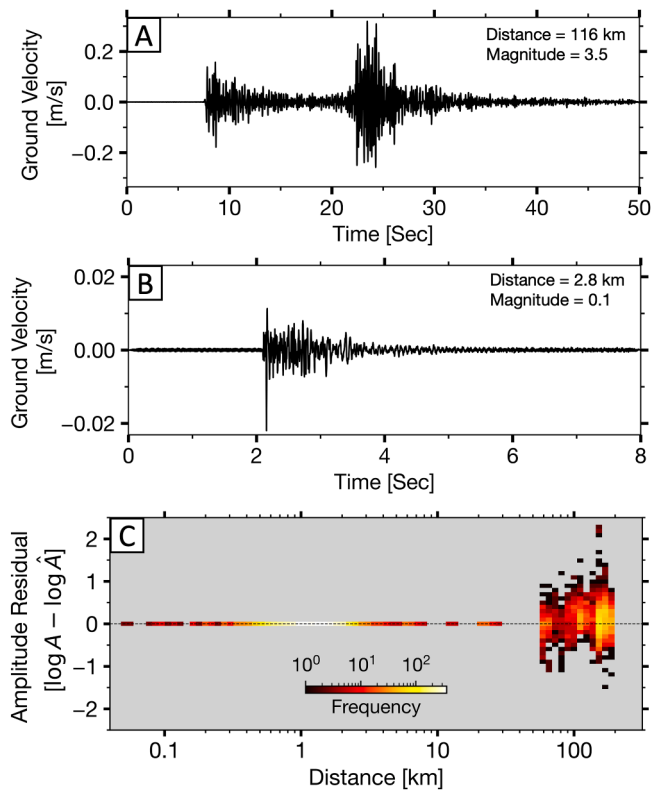 A
Distance = 116 km
Magnitude = 3.5
Ground Velocity
[m/s]
0.2
0.0
−0.2
0 10 20 30 40 50
Time [Sec]
B
Distance = 2.8 km
Magnitude = 0.1
Ground Velocity
[m/s]
0.02
0.00
−0.02
0 2 4 6 8
Time [Sec]
C
Amplitude Residual
[log A − log Â]
2
1
0
−1
−2
10⁰ 10¹ 10²
Frequency
0.1 1 10 100
Distance [km]